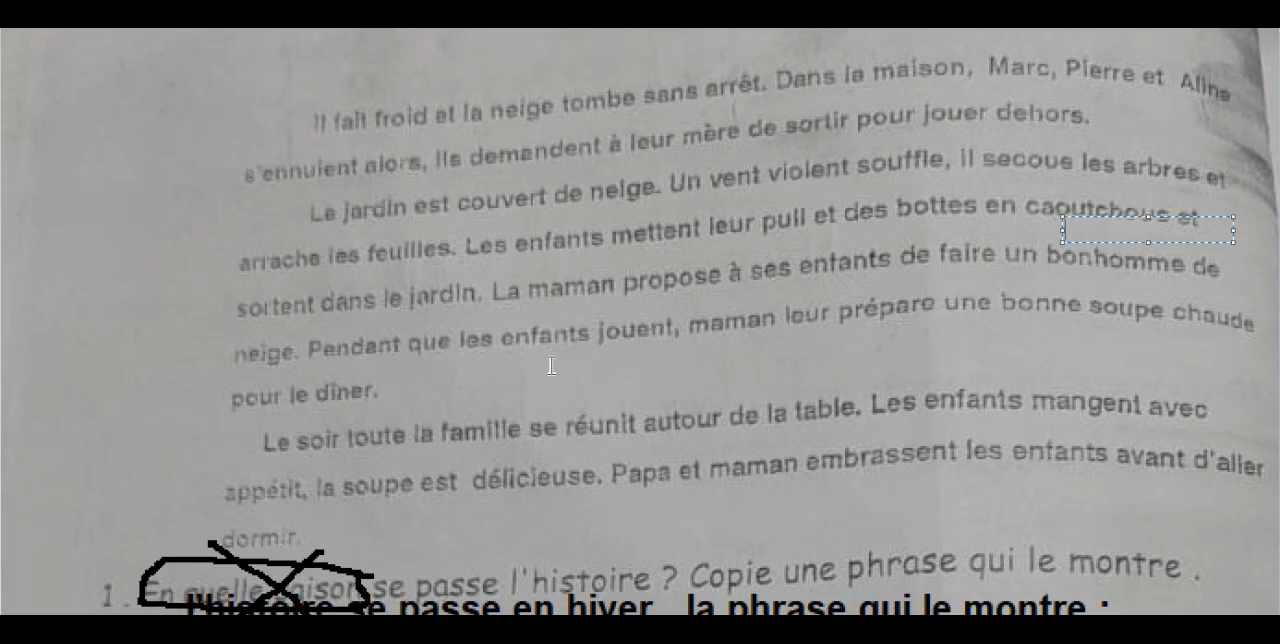 Il fait froid et la neige tombe sans arrêt. Dans la maison, Marc, Pierre et Aline
s'ennuient alors, ils demandent à leur mère de sortir pour jouer dehors.
Le jardin est couvert de neige. Un vent violent souffle, il secous les arbres et
arrache les feuilles. Les enfants mettent leur pull et des bottes en caoutchous et
sortent dans le jardin. La maman propose à ses enfants de faire un bonhomme de
neige. Pendant que les enfants jouent, maman leur prépare une bonne soupe chaude
pour le dîner.
Le soir toute la famille se réunit autour de la table. Les enfants mangent avec
appétit, la soupe est délicieuse. Papa et maman embrassent les enfants avant d'aller
dormir.
1. En quelle saison se passe l'histoire ? Copie une phrase qui le montre.
l'histoire se passe en hiver la phrase qui le montre :